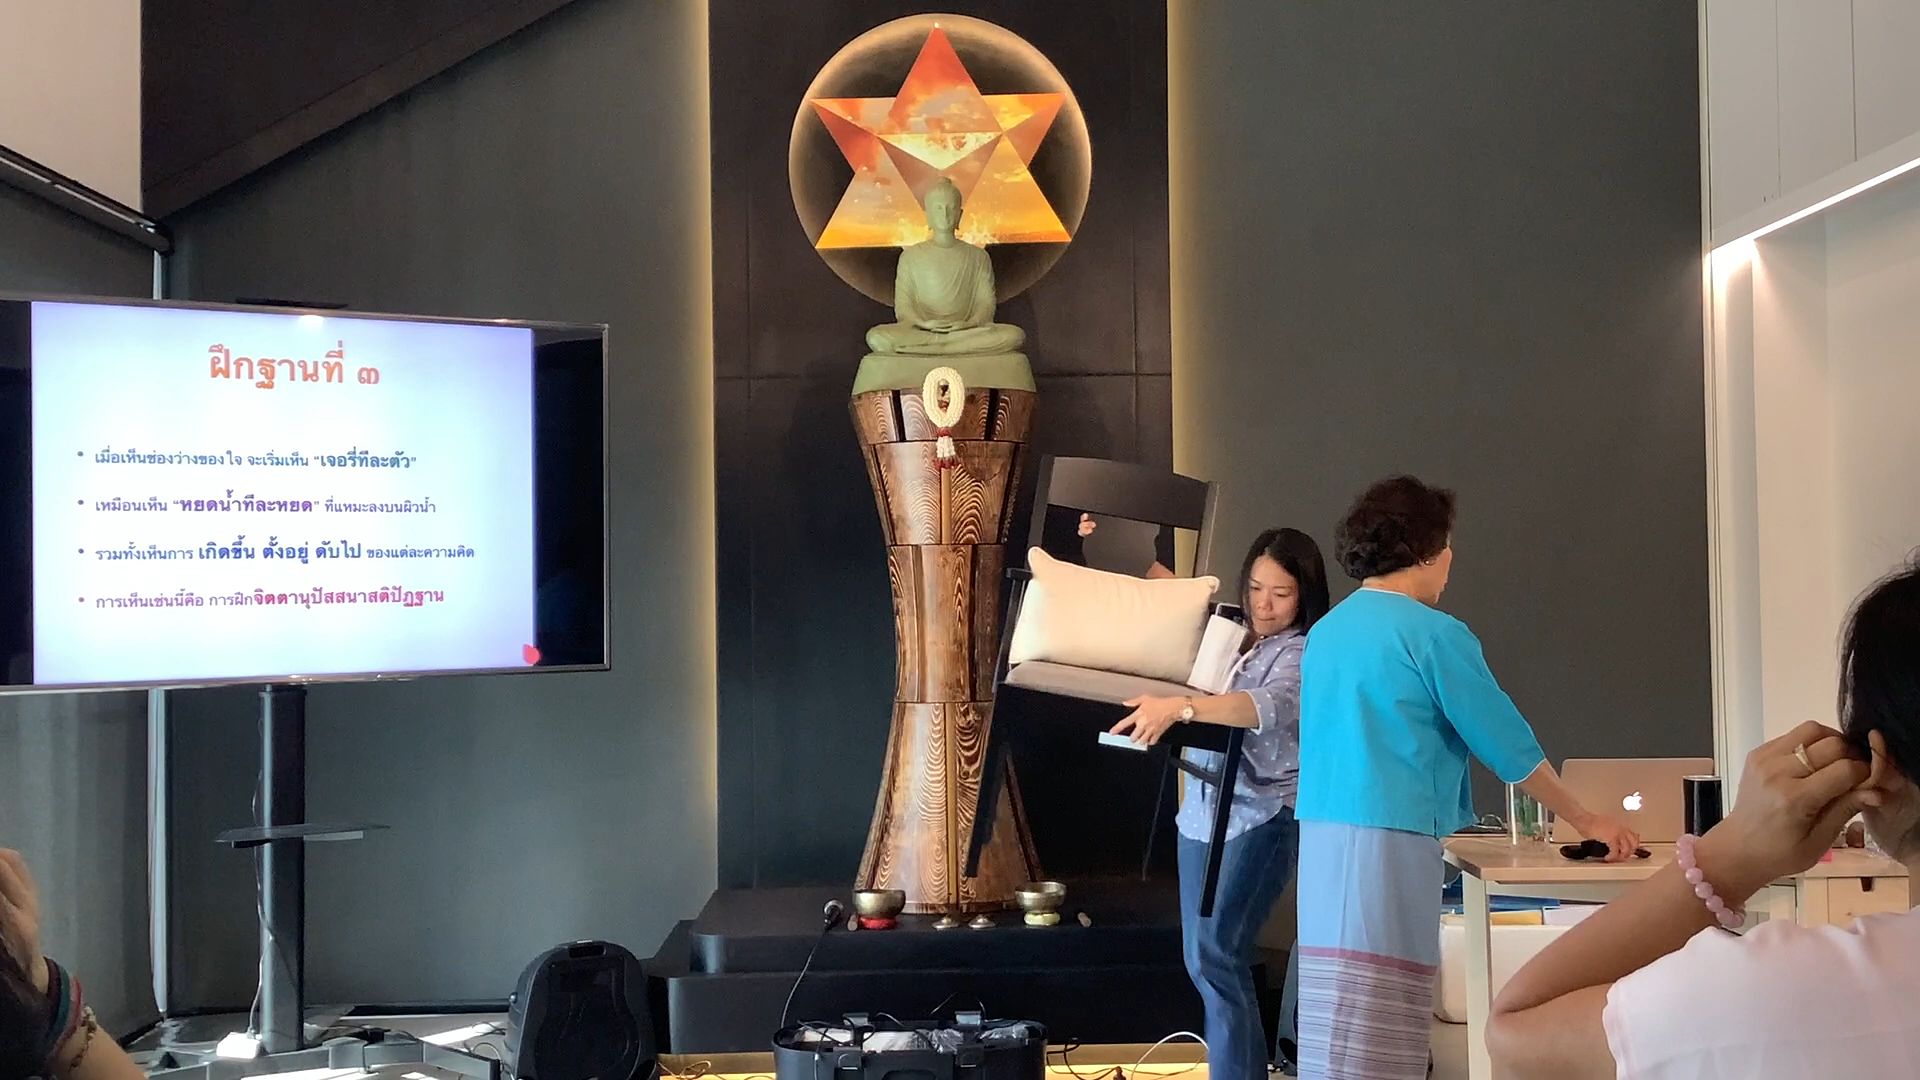 ฝึกฐานที่ ๓
• เมื่อเห็นช่องว่างของใจ จะเริ่มเห็น “เจอรี่ทีละตัว”
• เหมือนเห็น “หยดน้ำทีละหยด” ที่แหมะลงบนผิวน้ำ
• รวมทั้งเห็นการ เกิดขึ้น ตั้งอยู่ ดับไป ของแต่ละความคิด
• การเห็นเช่นนี้คือ การฝึกจิตตานุปัสสนาสติปัฏฐาน